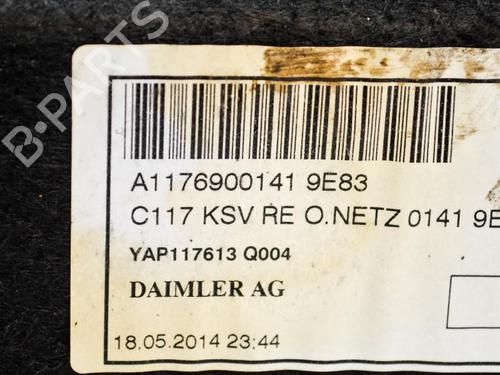 B-PARTS
A1176900141 9E83
C117 KSV RE O.NETZ 0141 9E
YAP117613 Q004
DAIMLER AG
18.05.2014 23:44